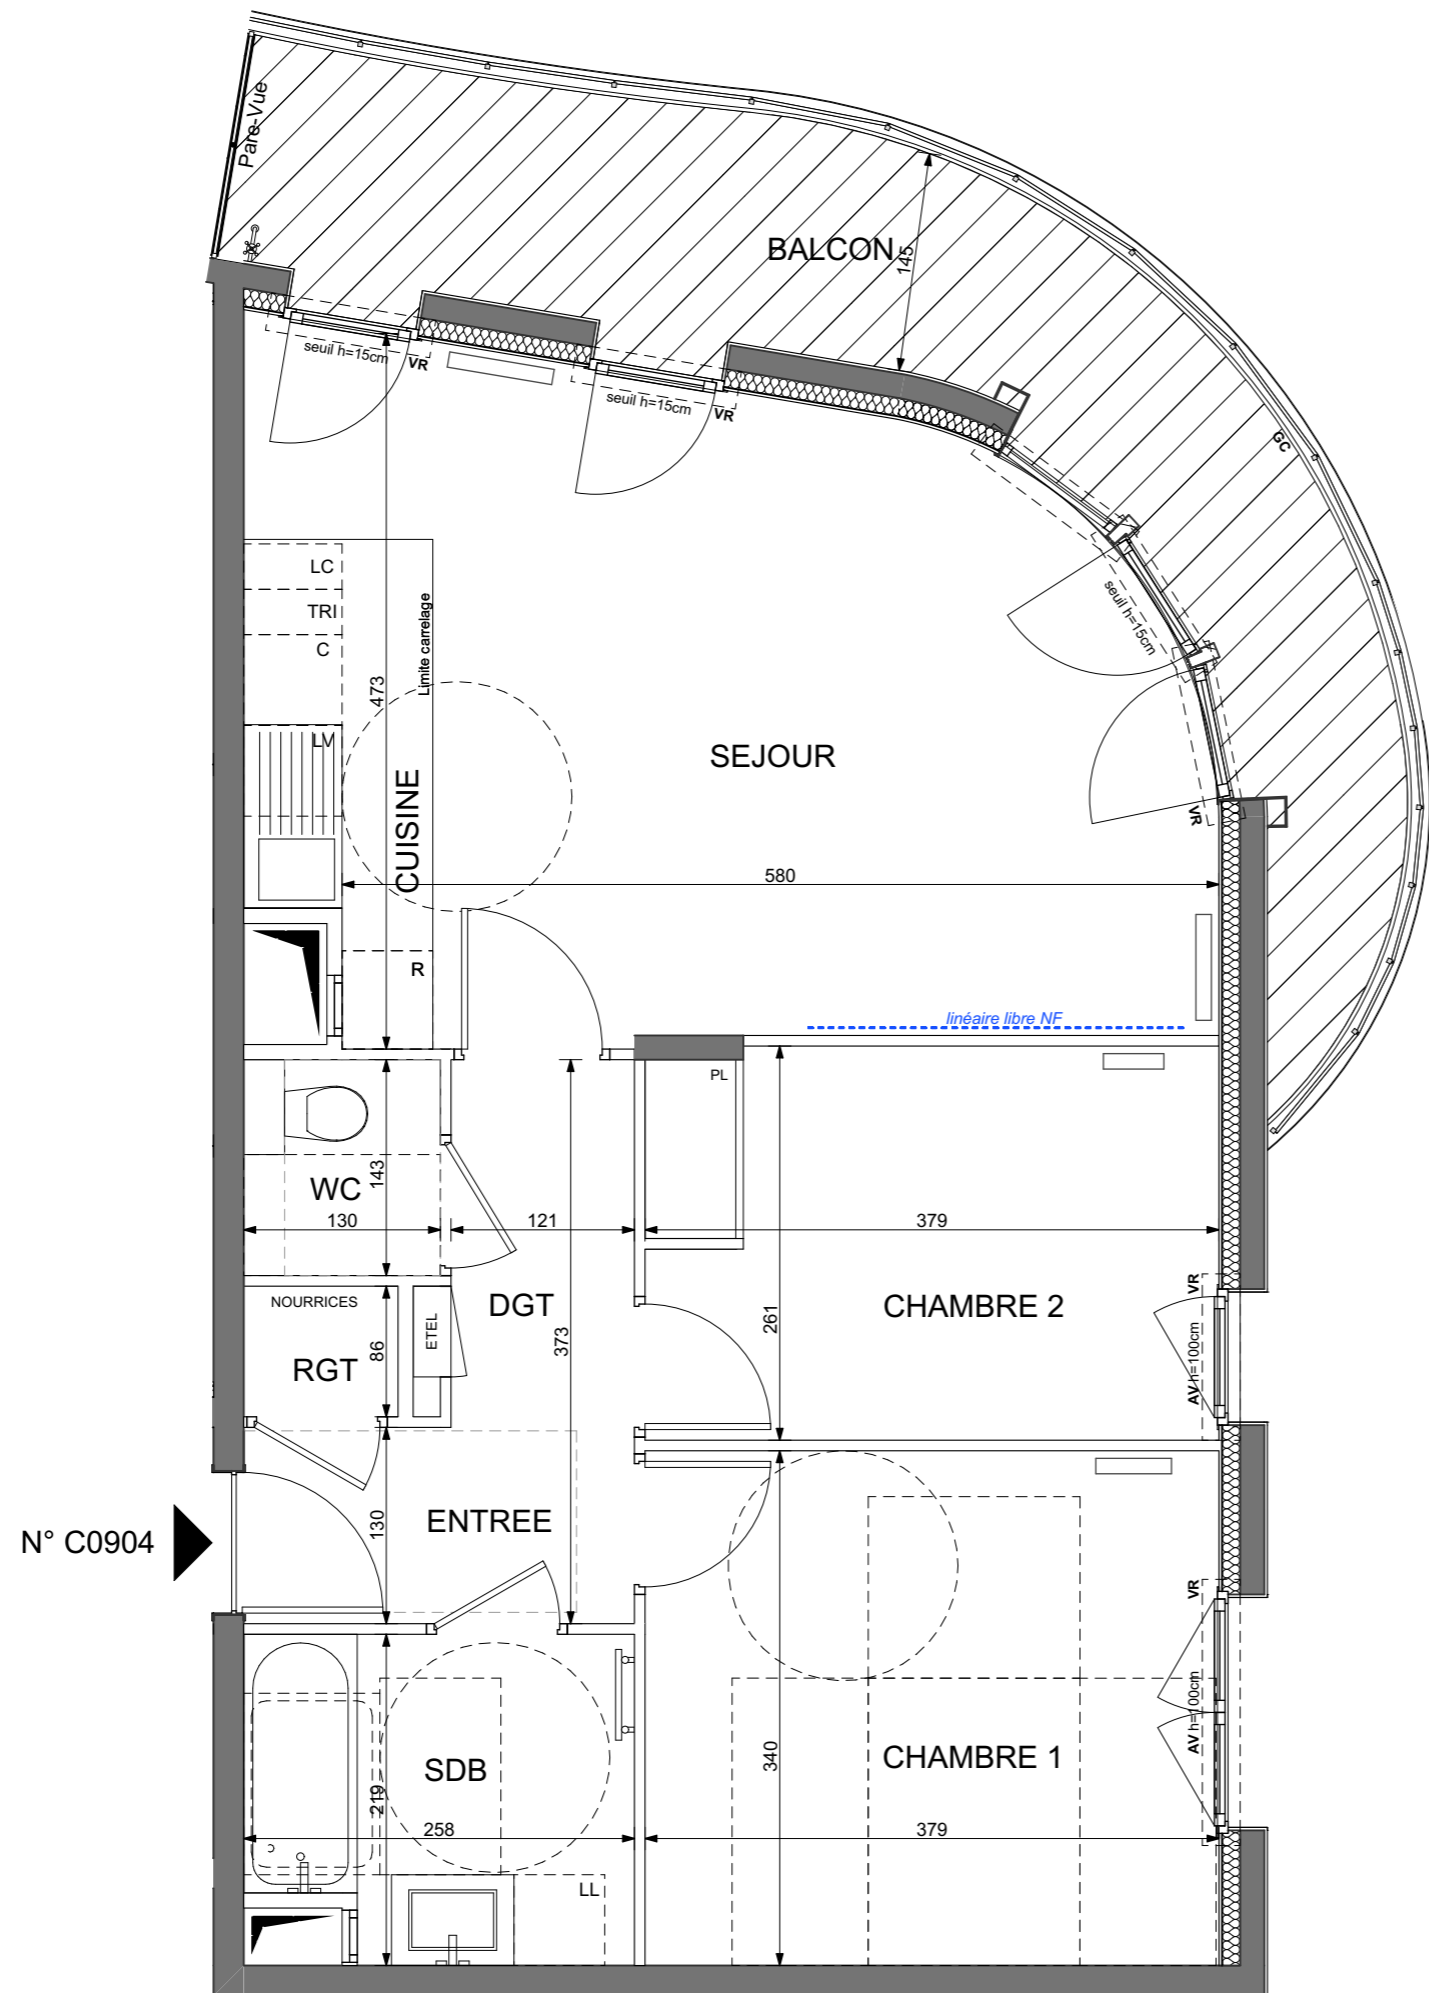 Pare-Vue
BALCON
145
seuil h=15cm
VR
seuil h=15cm
VR
GC
LC
TRI
C
Limite carrelage
seuil h=15cm
473
LV
SEJOUR
CUISINE
VR
580
R
linéaire libre NF
PL
WC
143
130
121
379
NOURRICES
ETEL
DGT
CHAMBRE 2
VR
261
373
86
RGT
AV h=100cm
N° C0904
130
ENTREE
VR
AV h=100cm
SDB
340
CHAMBRE 1
219
258
379
LL